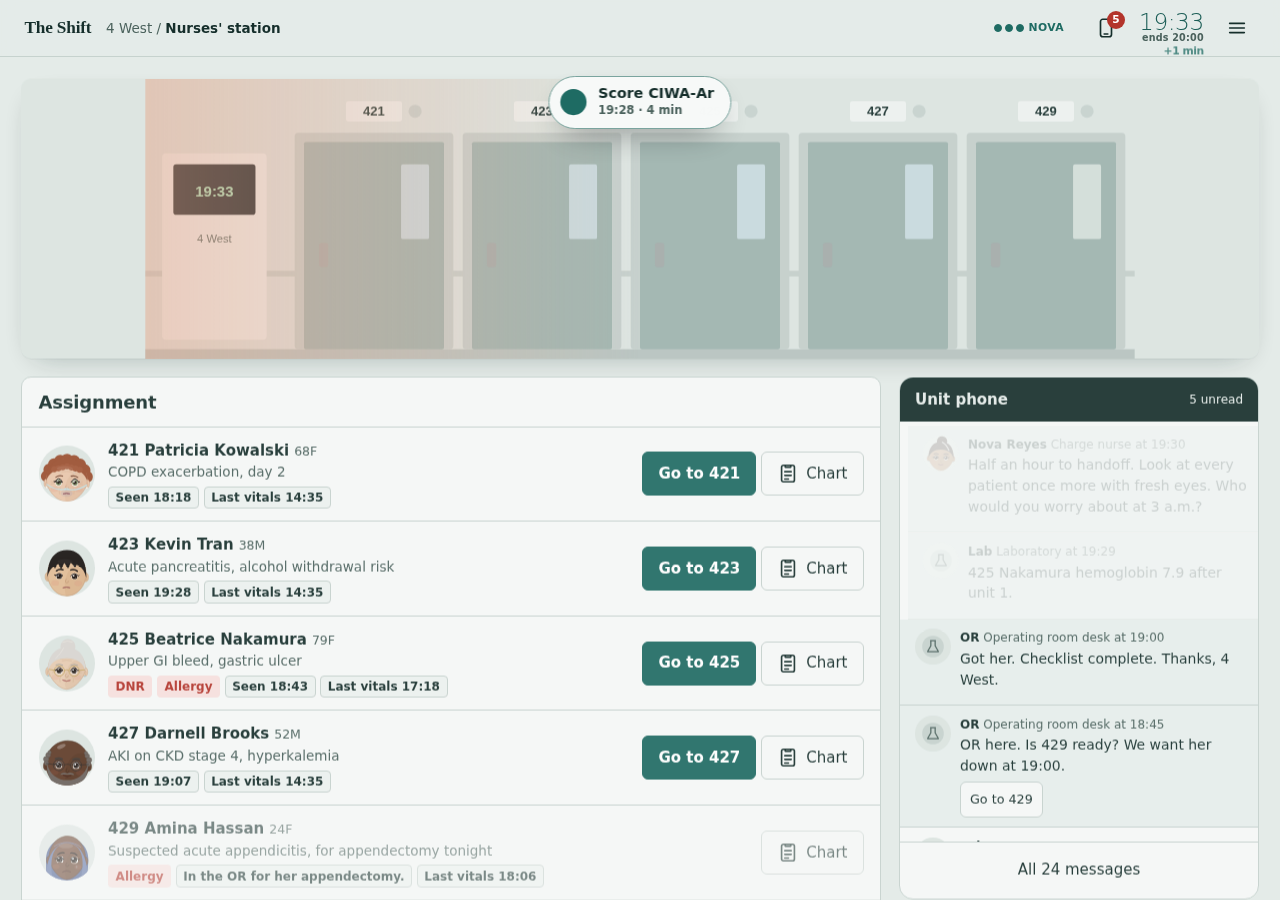 The Shift
4 West / Nurses' station
NOVA
5
19:33
ends 20:00
+1 min
Score CIWA-Ar
19:28 · 4 min
421
423
427
429
19:33
4 West
Assignment
421 Patricia Kowalski 68F
COPD exacerbation, day 2
Seen 18:18
Last vitals 14:35
Go to 421
Chart
423 Kevin Tran 38M
Acute pancreatitis, alcohol withdrawal risk
Seen 19:28
Last vitals 14:35
Go to 423
Chart
425 Beatrice Nakamura 79F
Upper GI bleed, gastric ulcer
DNR
Allergy
Seen 18:43
Last vitals 17:18
Go to 425
Chart
427 Darnell Brooks 52M
AKI on CKD stage 4, hyperkalemia
Seen 19:07
Last vitals 14:35
Go to 427
Chart
429 Amina Hassan 24F
Suspected acute appendicitis, for appendectomy tonight
Allergy
In the OR for her appendectomy.
Last vitals 18:06
Chart
Unit phone
5 unread
Nova Reyes Charge nurse at 19:30
Half an hour to handoff. Look at every
patient once more with fresh eyes. Who
would you worry about at 3 a.m.?
Lab Laboratory at 19:29
425 Nakamura hemoglobin 7.9 after
unit 1.
OR Operating room desk at 19:00
Got her. Checklist complete. Thanks, 4
West.
OR Operating room desk at 18:45
OR here. Is 429 ready? We want her
down at 19:00.
Go to 429
All 24 messages